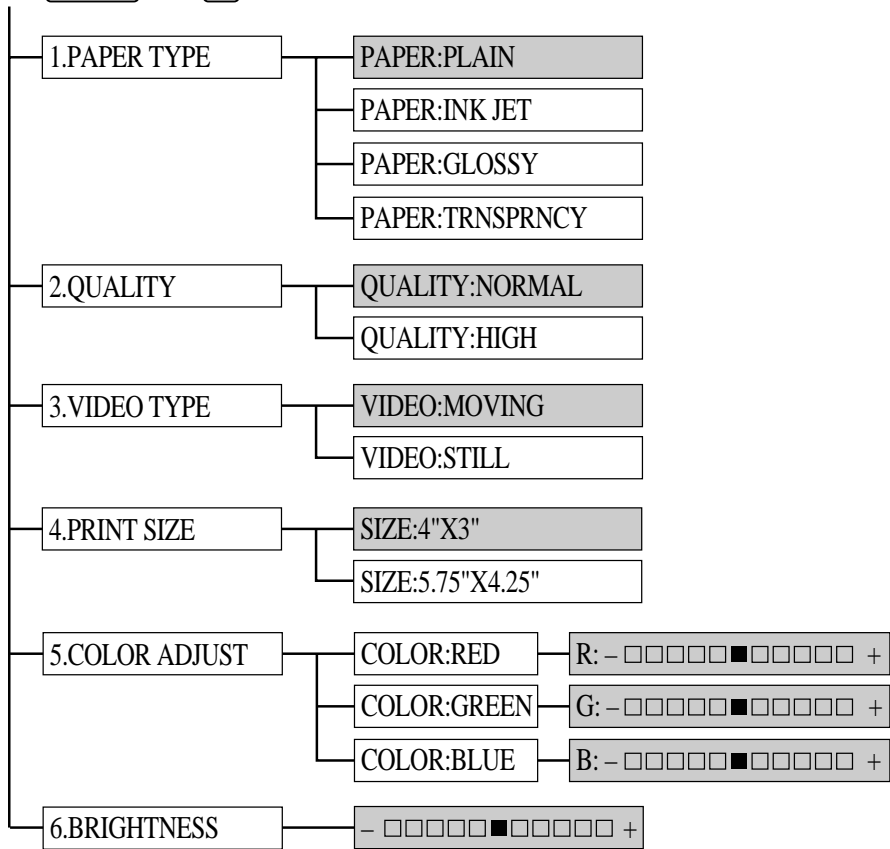 1.PAPER TYPE
PAPER:PLAIN
PAPER:INK JET
PAPER:GLOSSY
PAPER:TRNSPRNCY
2.QUALITY
QUALITY:NORMAL
QUALITY:HIGH
3.VIDEO TYPE
VIDEO:MOVING
VIDEO:STILL
4.PRINT SIZE
SIZE:4"X3"
SIZE:5.75"X4.25"
5.COLOR ADJUST
COLOR:RED
R: – □□□□□■□□□□□ +
COLOR:GREEN
G: – □□□□□■□□□□□ +
COLOR:BLUE
B: – □□□□□■□□□□□ +
6.BRIGHTNESS
– □□□□□■□□□□□ +